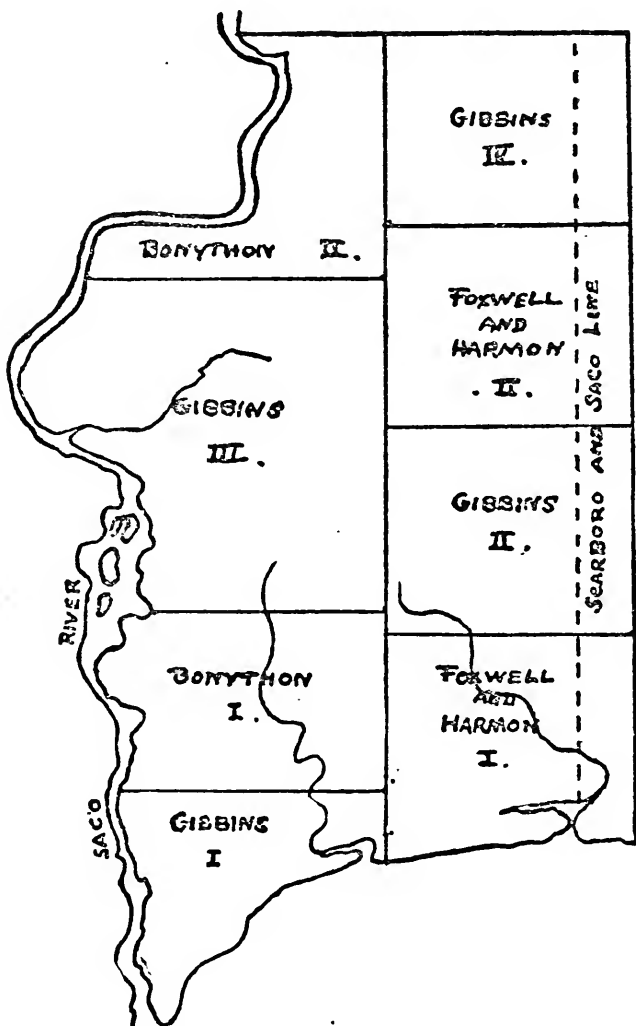 GIBBINS
IV.
BONYTHON II.
FOXWELL
AND
HARMON
II.
SCARBORO AND SACO LINE
GIBBINS
III.
GIBBINS
II.
RIVER
BONYTHON
I.
FOXWELL
AND
HARMON
I.
SACO
GIBBINS
I